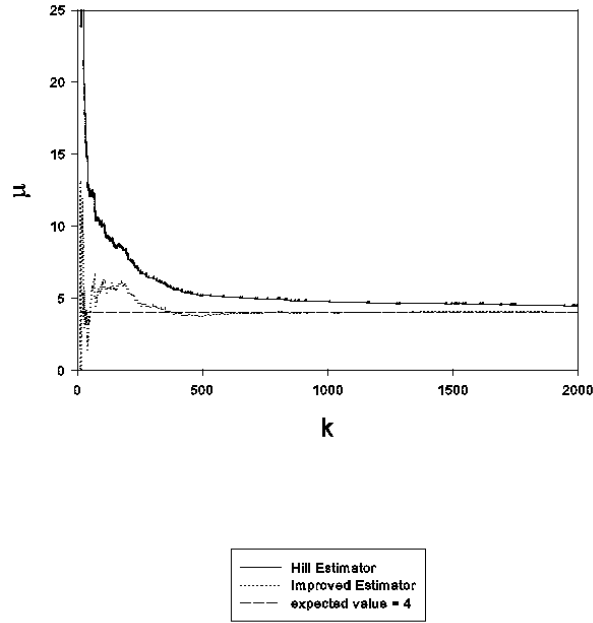 25
20
15
μ
10
5
0
0 500 1000 1500 2000
k
Hill Estimator
Improved Estimator
expected value = 4